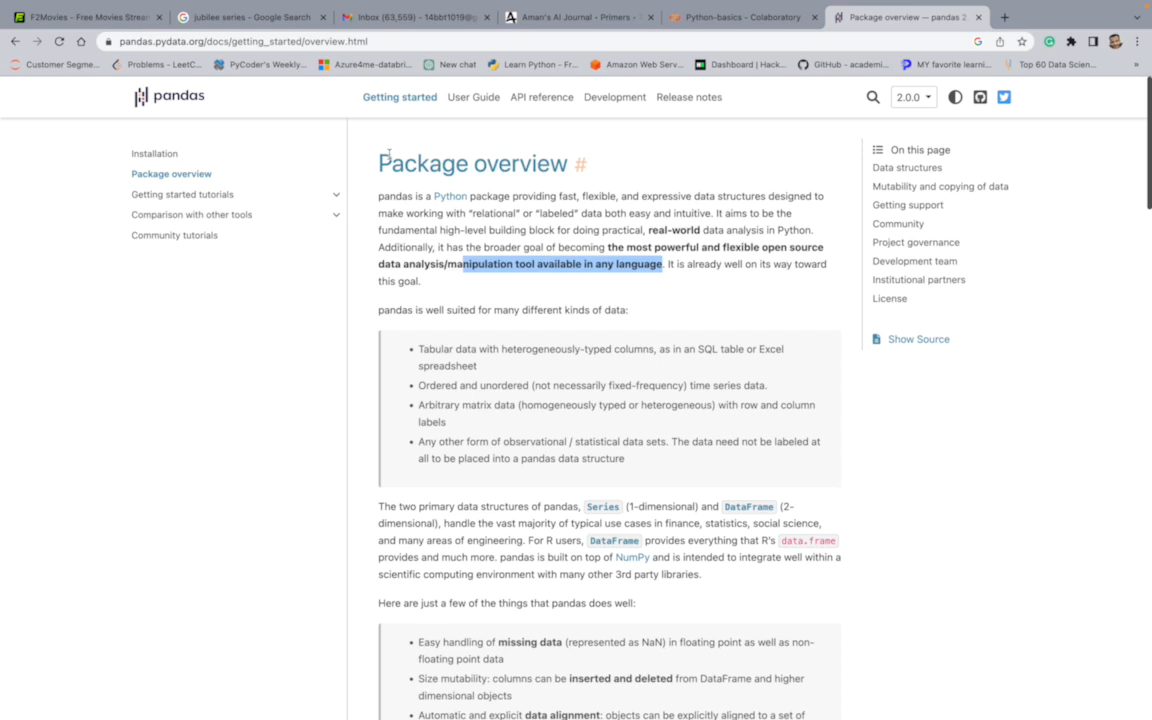 F2Movies - Free Movies Stream
jubilee series - Google Search
Inbox (63,559) - 14bbt1019@g
Aman's AI Journal - Primers - T
Python-basics - Colaboratory
Package overview — pandas 2
pandas.pydata.org/docs/getting_started/overview.html
Customer Segme...
Problems - LeetC...
PyCoder's Weekly...
Azure4me-databri...
New chat
Learn Python - Fr...
Amazon Web Serv...
Dashboard | Hack...
GitHub - academi...
MY favorite learni...
Top 60 Data Scien...
»
pandas
Getting started
User Guide
API reference
Development
Release notes
2.0.0
Installation
Package overview
Getting started tutorials
Comparison with other tools
Community tutorials
Package overview #
pandas is a Python package providing fast, flexible, and expressive data structures designed to
make working with “relational” or “labeled” data both easy and intuitive. It aims to be the
fundamental high-level building block for doing practical, real-world data analysis in Python.
Additionally, it has the broader goal of becoming the most powerful and flexible open source
data analysis/manipulation tool available in any language. It is already well on its way toward
this goal.
pandas is well suited for many different kinds of data:
• Tabular data with heterogeneously-typed columns, as in an SQL table or Excel
spreadsheet
• Ordered and unordered (not necessarily fixed-frequency) time series data.
• Arbitrary matrix data (homogeneously typed or heterogeneous) with row and column
labels
• Any other form of observational / statistical data sets. The data need not be labeled at
all to be placed into a pandas data structure
The two primary data structures of pandas, Series (1-dimensional) and DataFrame (2-
dimensional), handle the vast majority of typical use cases in finance, statistics, social science,
and many areas of engineering. For R users, DataFrame provides everything that R's data.frame
provides and much more. pandas is built on top of NumPy and is intended to integrate well within a
scientific computing environment with many other 3rd party libraries.
Here are just a few of the things that pandas does well:
• Easy handling of missing data (represented as NaN) in floating point as well as non-
floating point data
• Size mutability: columns can be inserted and deleted from DataFrame and higher
dimensional objects
• Automatic and explicit data alignment: objects can be explicitly aligned to a set of
On this page
Data structures
Mutability and copying of data
Getting support
Community
Project governance
Development team
Institutional partners
License
Show Source